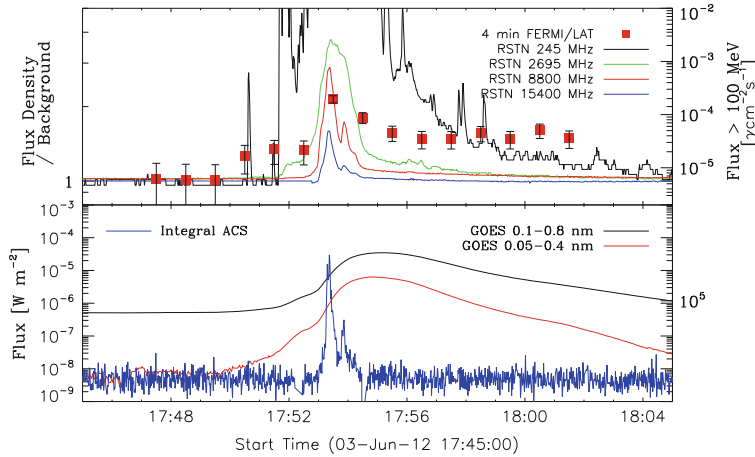 4 min FERMI/LAT
RSTN 245 MHz
RSTN 2695 MHz
RSTN 8800 MHz
RSTN 15400 MHz
Flux Density
/ Background
1
10⁻²
10⁻³
10⁻⁴
10⁻⁵
Flux > 100 MeV
[γcm⁻²s⁻¹]
Integral ACS
GOES 0.1−0.8 nm
GOES 0.05−0.4 nm
Flux [W m⁻²]
10⁻³
10⁻⁴
10⁻⁵
10⁻⁶
10⁻⁷
10⁻⁸
10⁻⁹
10⁵
17:48 17:52 17:56 18:00 18:04
Start Time (03−Jun−12 17:45:00)